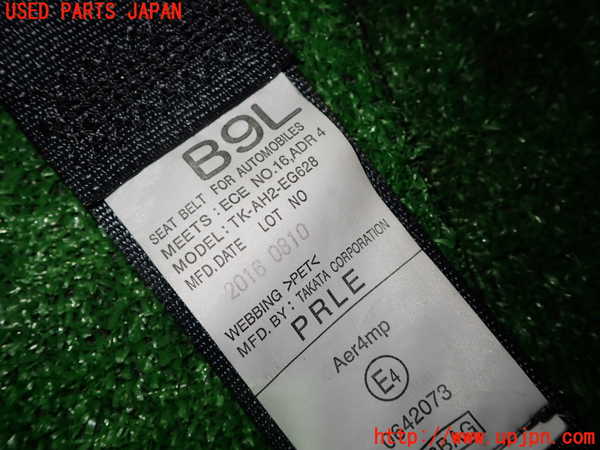 USED PARTS JAPAN
B9L
SEAT BELT FOR AUTOMOBILES
MEETS : ECE NO.16,ADR 4
MODEL: TK-AH2-EG628
MFD.DATE LOT NO
2016 0810
WEBBING >PET<
MFD. BY : TAKATA CORPORATION
PRLE
Aer4mp
E4
042073
http://www.upjpn.com